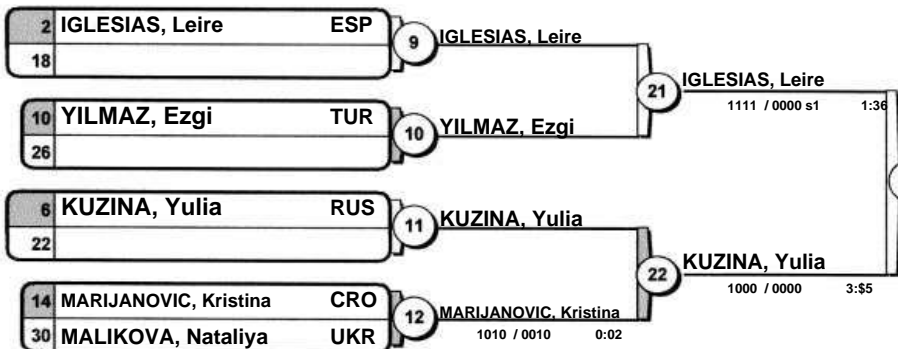 2 IGLESIAS, Leire ESP
18
9
IGLESIAS, Leire
10 YILMAZ, Ezgi TUR
26
10
YILMAZ, Ezgi
21
IGLESIAS, Leire
1111 / 0000 s1 1:36
6 KUZINA, Yulia RUS
22
11
KUZINA, Yulia
14 MARIJANOVIC, Kristina CRO
30 MALIKOVA, Nataliya UKR
12
MARIJANOVIC, Kristina
1010 / 0010 0:02
22
KUZINA, Yulia
1000 / 0000 3:$5